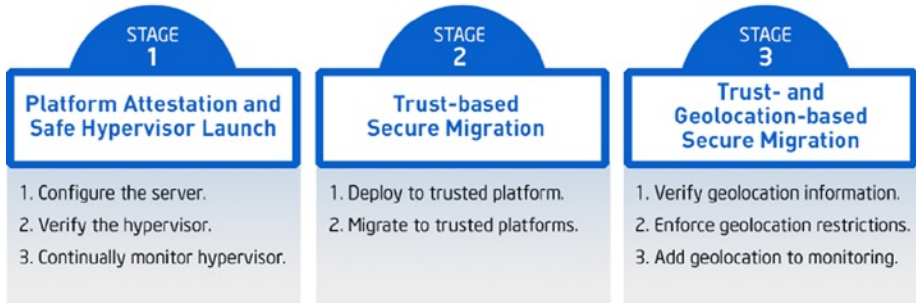 STAGE
1
Platform Attestation and
Safe Hypervisor Launch
1. Configure the server.
2. Verify the hypervisor.
3. Continually monitor hypervisor.
STAGE
2
Trust-based
Secure Migration
1. Deploy to trusted platform.
2. Migrate to trusted platforms.
STAGE
3
Trust- and
Geolocation-based
Secure Migration
1. Verify geolocation information.
2. Enforce geolocation restrictions.
3. Add geolocation to monitoring.